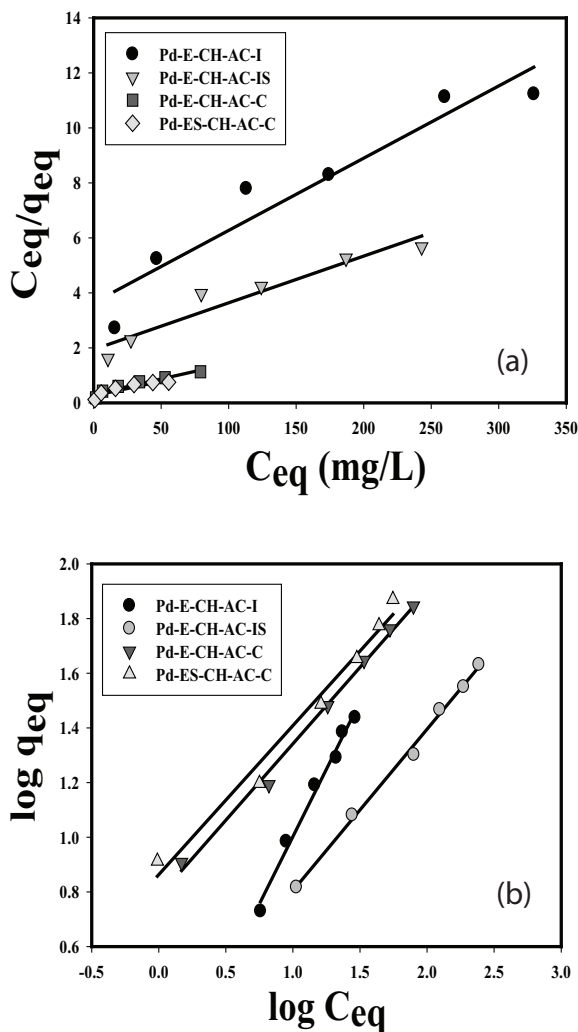 14
12
10
8
6
4
2
0
Ceq/qeq
Pd-E-CH-AC-I
Pd-E-CH-AC-IS
Pd-E-CH-AC-C
Pd-ES-CH-AC-C
(a)
0 50 100 150 200 250 300 350
Ceq (mg/L)
2.0
1.8
1.6
1.4
1.2
1.0
0.8
0.6
log qeq
Pd-E-CH-AC-I
Pd-E-CH-AC-IS
Pd-E-CH-AC-C
Pd-ES-CH-AC-C
(b)
-0.5 0.0 0.5 1.0 1.5 2.0 2.5 3.0
log Ceq